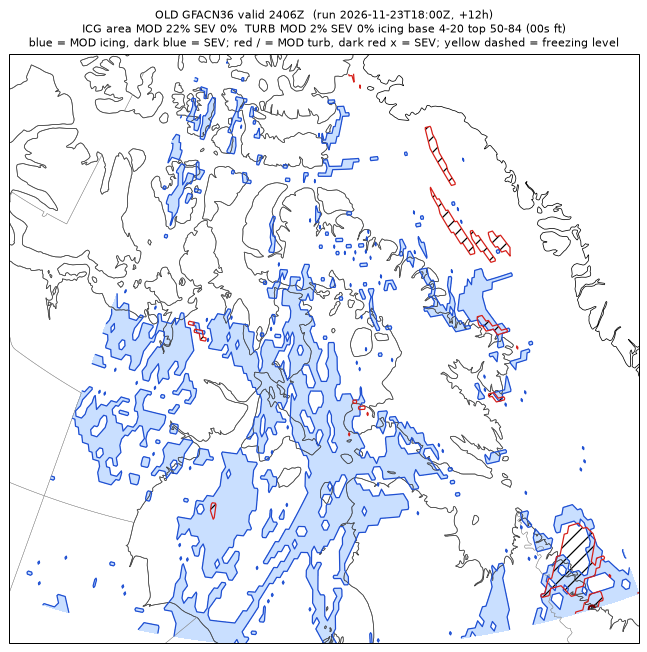 OLD GFACN36 valid 2406Z (run 2026-11-23T18:00Z, +12h)
ICG area MOD 22% SEV 0% TURB MOD 2% SEV 0% icing base 4-20 top 50-84 (00s ft)
blue = MOD icing, dark blue = SEV; red / = MOD turb, dark red x = SEV; yellow dashed = freezing level